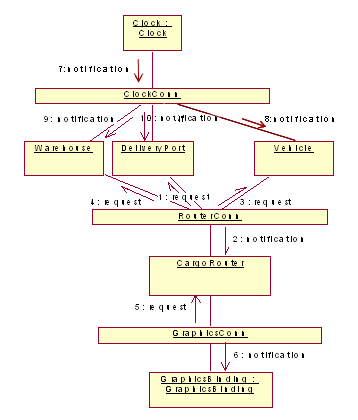 Clock :
Clock
7:notification
ClockConn
9: notification
10:notification
8:notification
Warehouse
DeliveryPort
Vehicle
4: request
1: request
3: request
RouterConn
2: notification
CargoRouter
5: request
GraphicsConn
6: notification
GraphicsBinding :
GraphicsBinding